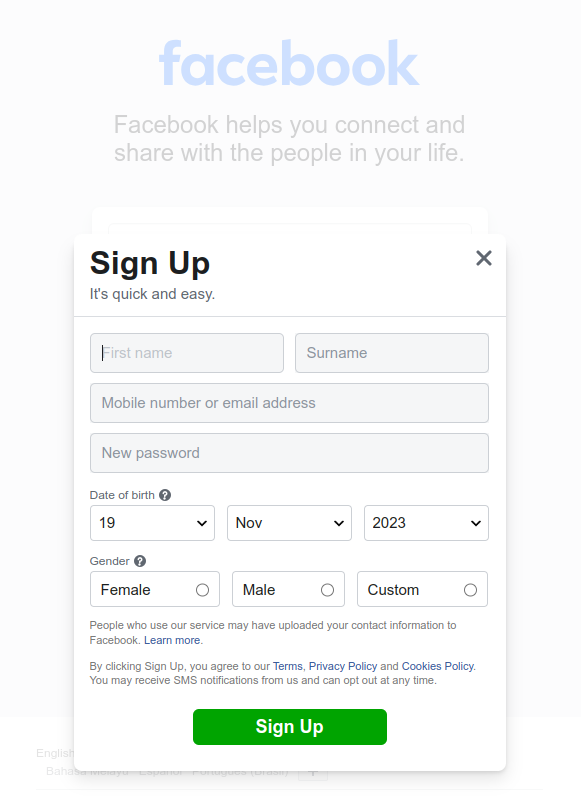 facebook
Facebook helps you connect and
share with the people in your life.
Sign Up
It's quick and easy.
First name Surname
Mobile number or email address
New password
Date of birth ?
19 Nov 2023
Gender ?
Female Male Custom
People who use our service may have uploaded your contact information to
Facebook. Learn more.
By clicking Sign Up, you agree to our Terms, Privacy Policy and Cookies Policy.
You may receive SMS notifications from us and can opt out at any time.
Sign Up
English
Bahasa Melayu Español Português (Brasil) +